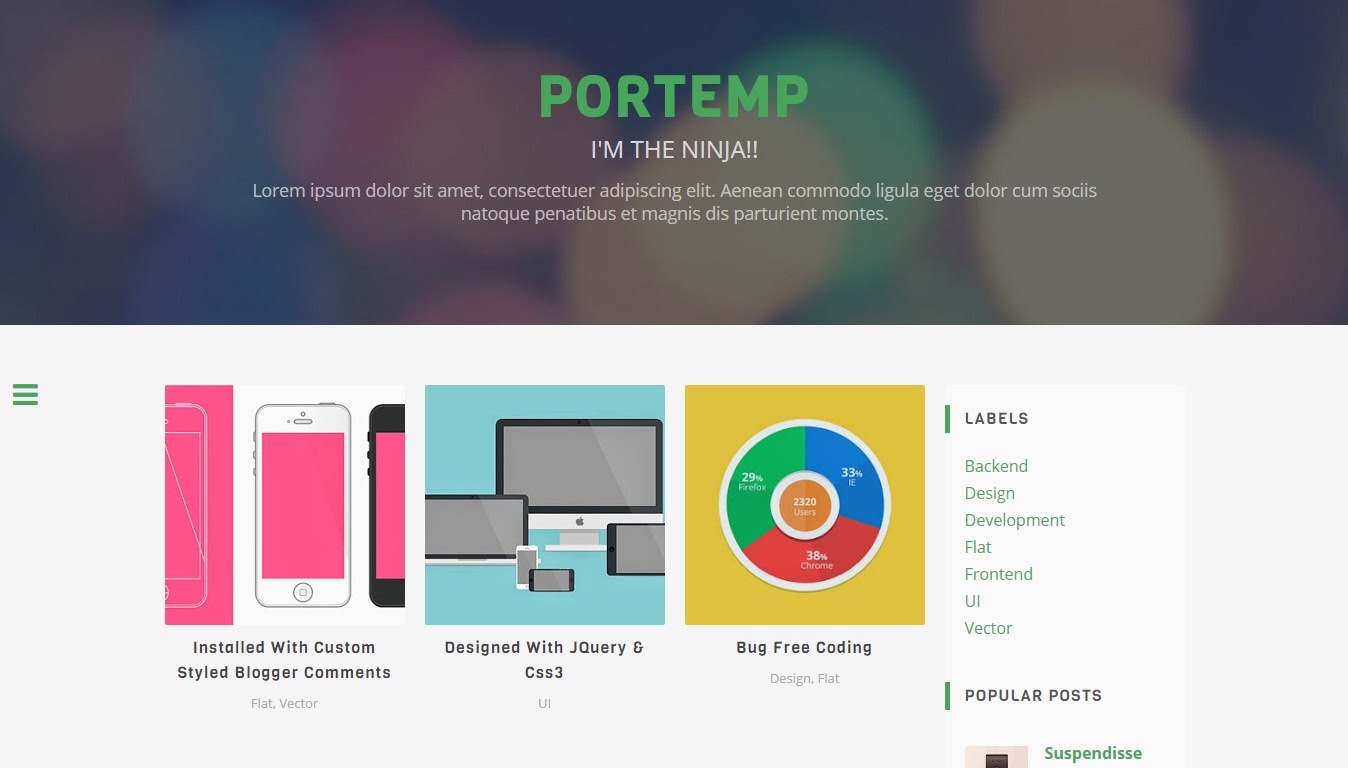 PORTEMP
I'M THE NINJA!!
Lorem ipsum dolor sit amet, consectetuer adipiscing elit. Aenean commodo ligula eget dolor cum sociis
natoque penatibus et magnis dis parturient montes.
Installed With Custom
Styled Blogger Comments
Flat, Vector
Designed With JQuery &
Css3
UI
29%
Firefox
33%
IE
2320
Users
38%
Chrome
Bug Free Coding
Design, Flat
LABELS
Backend
Design
Development
Flat
Frontend
UI
Vector
POPULAR POSTS
Suspendisse